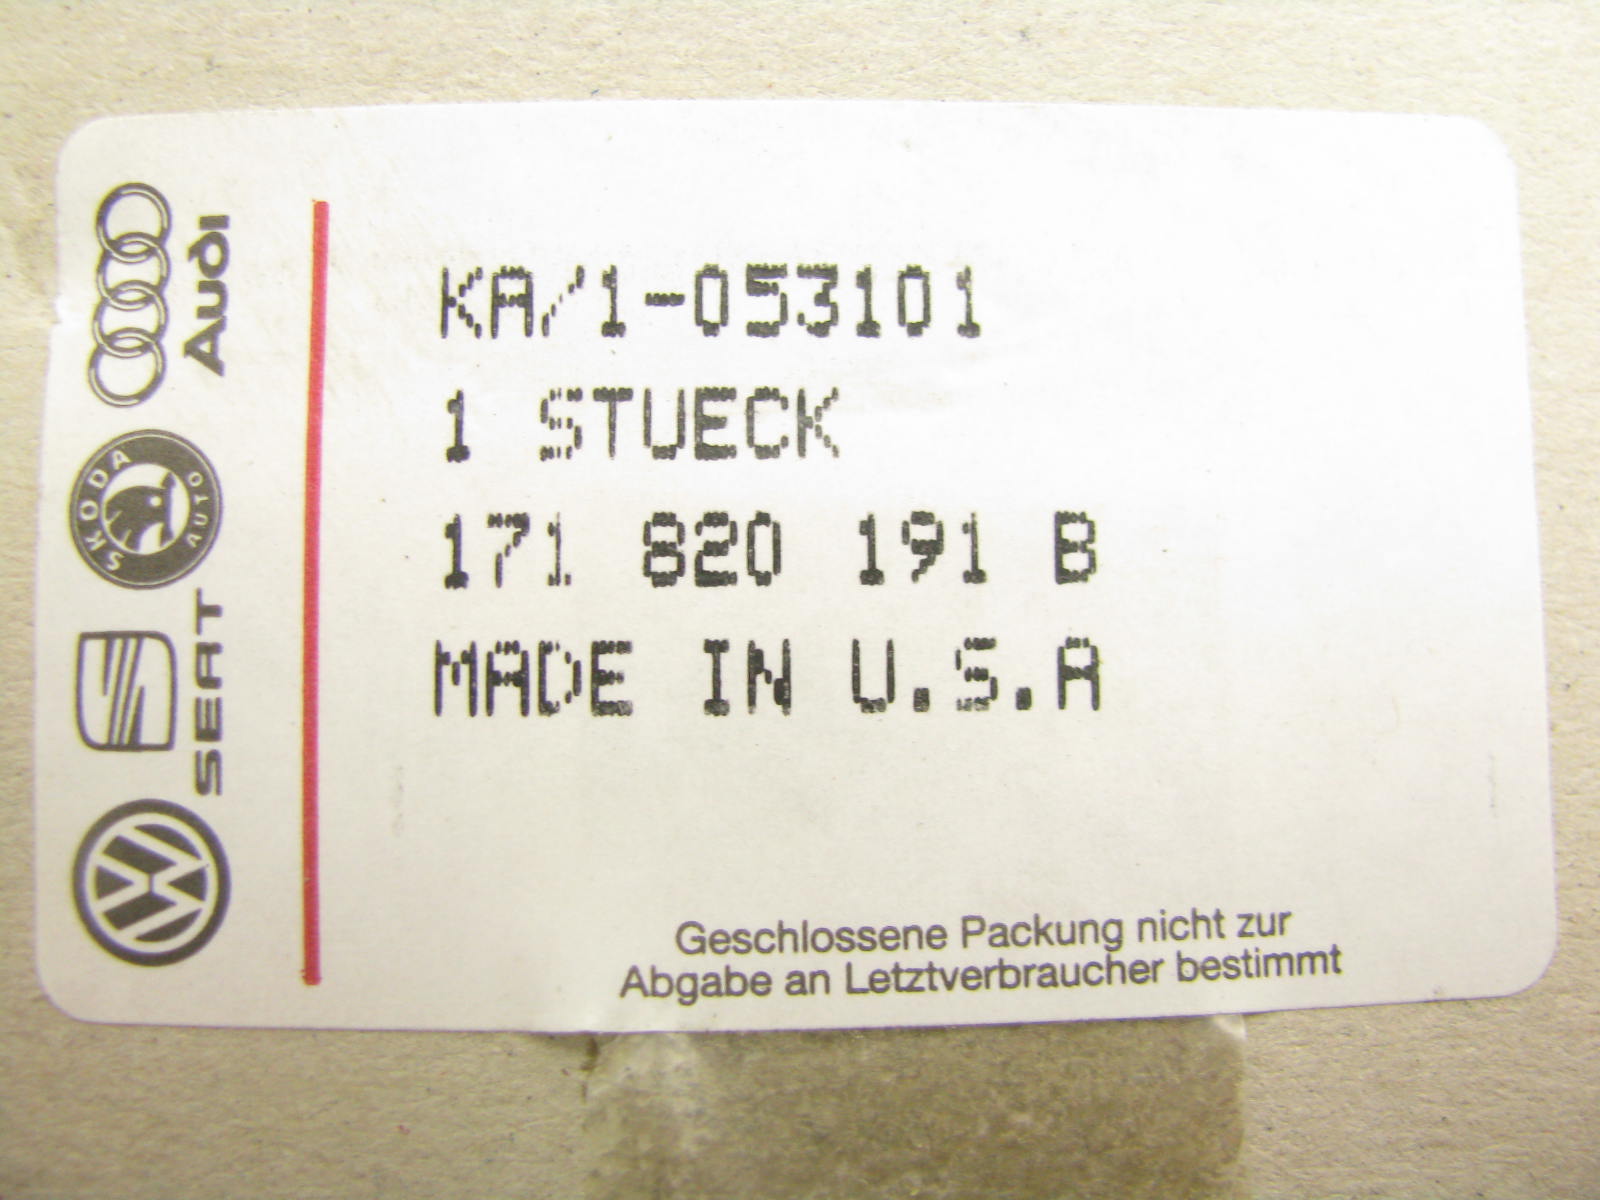 KA/1-053101
1 STUECK
171 820 191 B
MADE IN U.S.A
Geschlossene Packung nicht zur
Abgabe an Letztverbraucher bestimmt
Audi
SKODA
AUTO
SEAT
VW